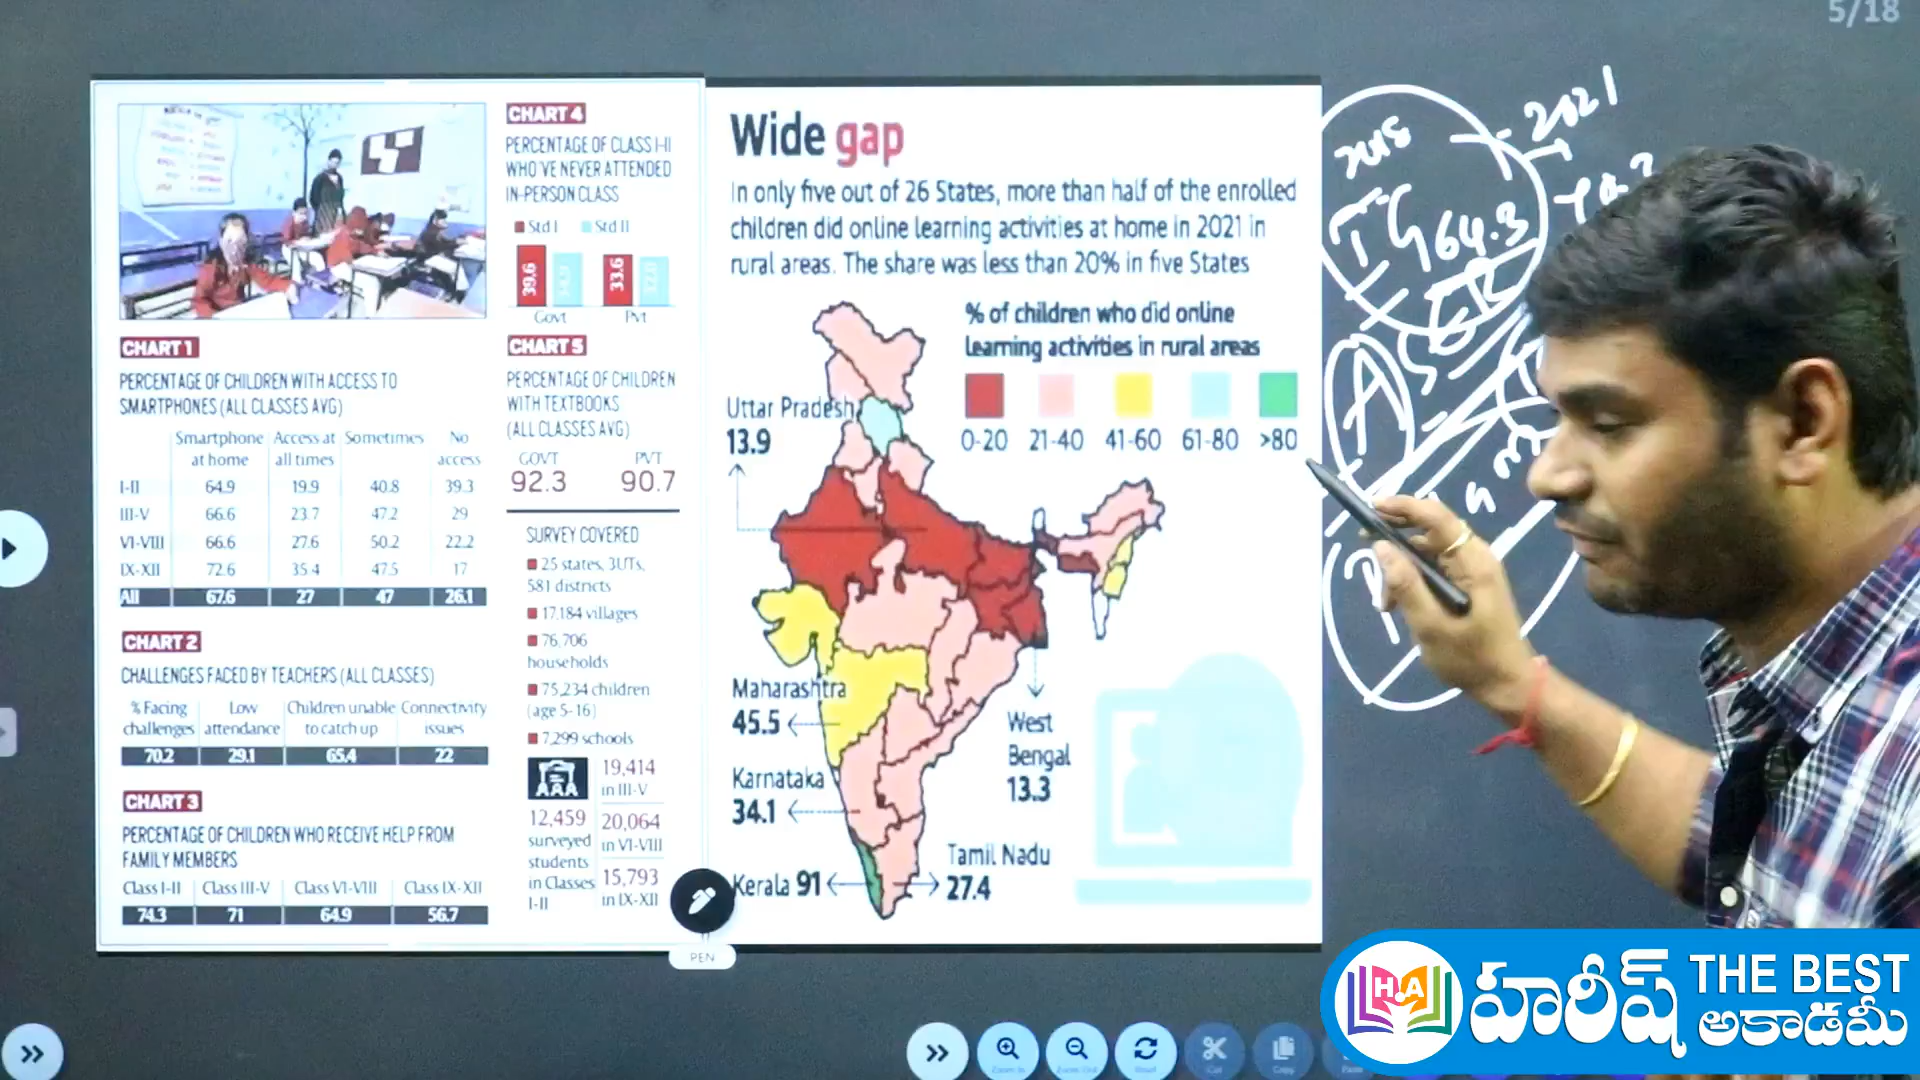 5/18
CHART 4
PERCENTAGE OF CLASS I-II
WHO'VE NEVER ATTENDED
IN-PERSON CLASS
Std I Std II
39.6 33.6
Govt Pvt
CHART 1
PERCENTAGE OF CHILDREN WITH ACCESS TO
SMARTPHONES (ALL CLASSES AVG)
Smartphone Access at Sometimes No
at home all times access
I-II 64.9 19.9 40.8 39.3
III-V 66.6 23.7 47.2 29
VI-VIII 66.6 27.6 50.2 22.2
IX-XII 72.6 35.4 47.5 17
All 67.6 27 47 26.1
CHART 2
CHALLENGES FACED BY TEACHERS (ALL CLASSES)
% Facing Low Children unable Connectivity
challenges attendance to catch up issues
70.2 29.1 65.4 22
CHART 3
PERCENTAGE OF CHILDREN WHO RECEIVE HELP FROM
FAMILY MEMBERS
Class I-II Class III-V Class VI-VIII Class IX-XII
74.3 71 64.9 56.7
CHART 5
PERCENTAGE OF CHILDREN
WITH TEXTBOOKS
(ALL CLASSES AVG)
GOVT PVT
92.3 90.7
SURVEY COVERED
25 states, 3UTs,
581 districts
17,184 villages
76,706
households
75,234 children
(age 5-16)
7,299 schools
12,459
surveyed
students
in Classes
I-II
19,414
in III-V
20,064
in VI-VIII
15,793
in IX-XII
Wide gap
In only five out of 26 States, more than half of the enrolled
children did online learning activities at home in 2021 in
rural areas. The share was less than 20% in five States
% of children who did online
learning activities in rural areas
0-20 21-40 41-60 61-80 >80
Uttar Pradesh
13.9
Maharashtra
45.5
Karnataka
34.1
Kerala 91
West
Bengal
13.3
Tamil Nadu
27.4
PEN
2021
64.3
Zoom In Zoom Out Reset Cut Copy
H.A
హరీష్ THE BEST
అకాడమీ